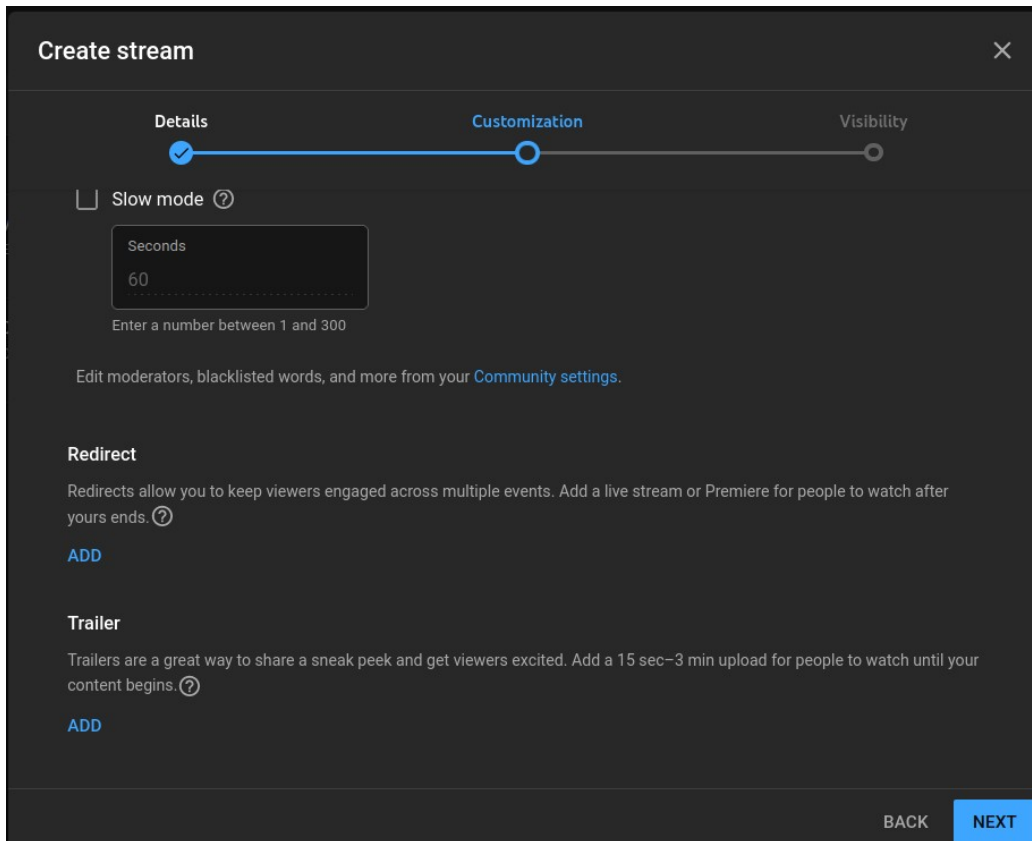 Create stream
Details
Customization
Visibility
Slow mode
Seconds
60
Enter a number between 1 and 300
Edit moderators, blacklisted words, and more from your Community settings.
Redirect
Redirects allow you to keep viewers engaged across multiple events. Add a live stream or Premiere for people to watch after
yours ends.
ADD
Trailer
Trailers are a great way to share a sneak peek and get viewers excited. Add a 15 sec–3 min upload for people to watch until your
content begins.
ADD
BACK
NEXT